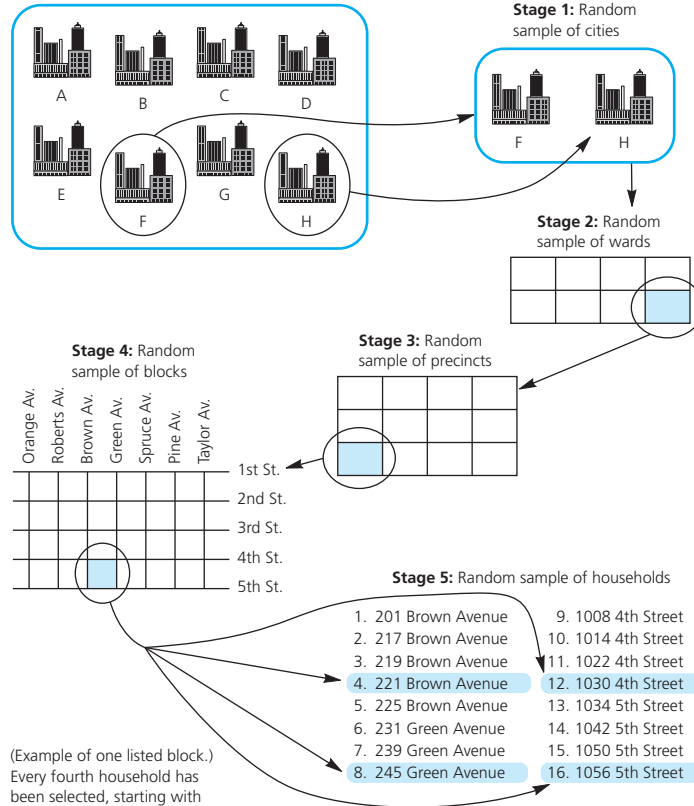 Stage 1: Random
sample of cities
A
B
C
D
E
F
G
H
F
H
Stage 2: Random
sample of wards
Stage 3: Random
sample of precincts
Stage 4: Random
sample of blocks
Orange Av.
Roberts Av.
Brown Av.
Green Av.
Spruce Av.
Pine Av.
Taylor Av.
1st St.
2nd St.
3rd St.
4th St.
5th St.
Stage 5: Random sample of households
1. 201 Brown Avenue
2. 217 Brown Avenue
3. 219 Brown Avenue
4. 221 Brown Avenue
5. 225 Brown Avenue
6. 231 Green Avenue
7. 239 Green Avenue
8. 245 Green Avenue
9. 1008 4th Street
10. 1014 4th Street
11. 1022 4th Street
12. 1030 4th Street
13. 1034 5th Street
14. 1042 5th Street
15. 1050 5th Street
16. 1056 5th Street
(Example of one listed block.)
Every fourth household has
been selected, starting with